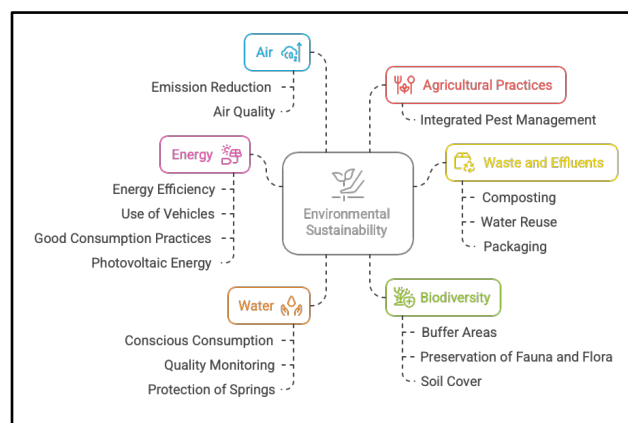 Air
CO₂
Emission Reduction
Air Quality
Energy
Energy Efficiency
Use of Vehicles
Good Consumption Practices
Photovoltaic Energy
Water
Conscious Consumption
Quality Monitoring
Protection of Springs
Environmental
Sustainability
Agricultural Practices
Integrated Pest Management
Waste and Effluents
Composting
Water Reuse
Packaging
Biodiversity
Buffer Areas
Preservation of Fauna and Flora
Soil Cover